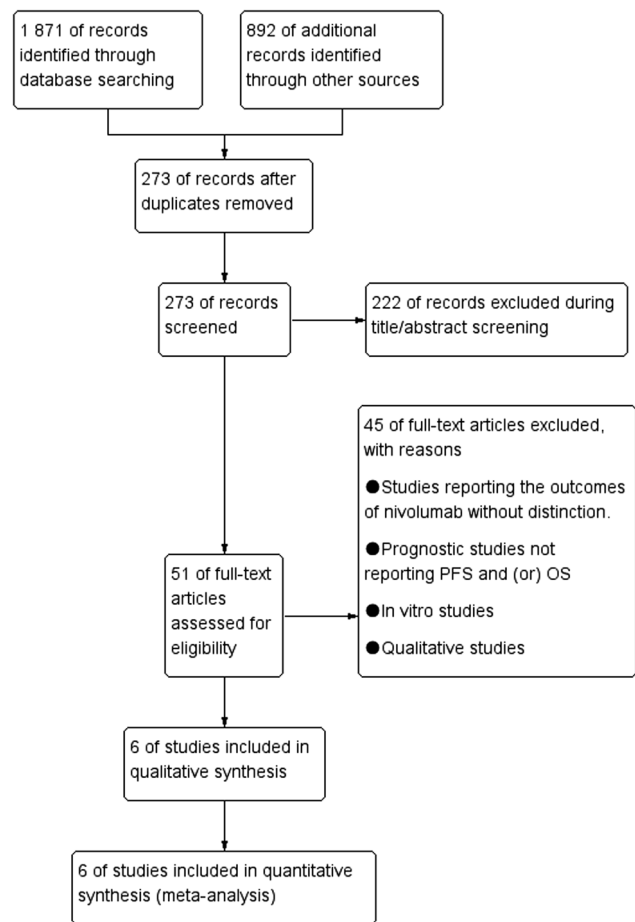 1 871 of records
identified through
database searching
892 of additional
records identified
through other sources
273 of records after
duplicates removed
273 of records
screened
222 of records excluded during
title/abstract screening
45 of full-text articles excluded,
with reasons
●Studies reporting the outcomes
of nivolumab without distinction.
●Prognostic studies not
reporting PFS and (or) OS
●In vitro studies
●Qualitative studies
51 of full-text
articles
assessed for
eligibility
6 of studies included in
qualitative synthesis
6 of studies included in quantitative
synthesis (meta-analysis)